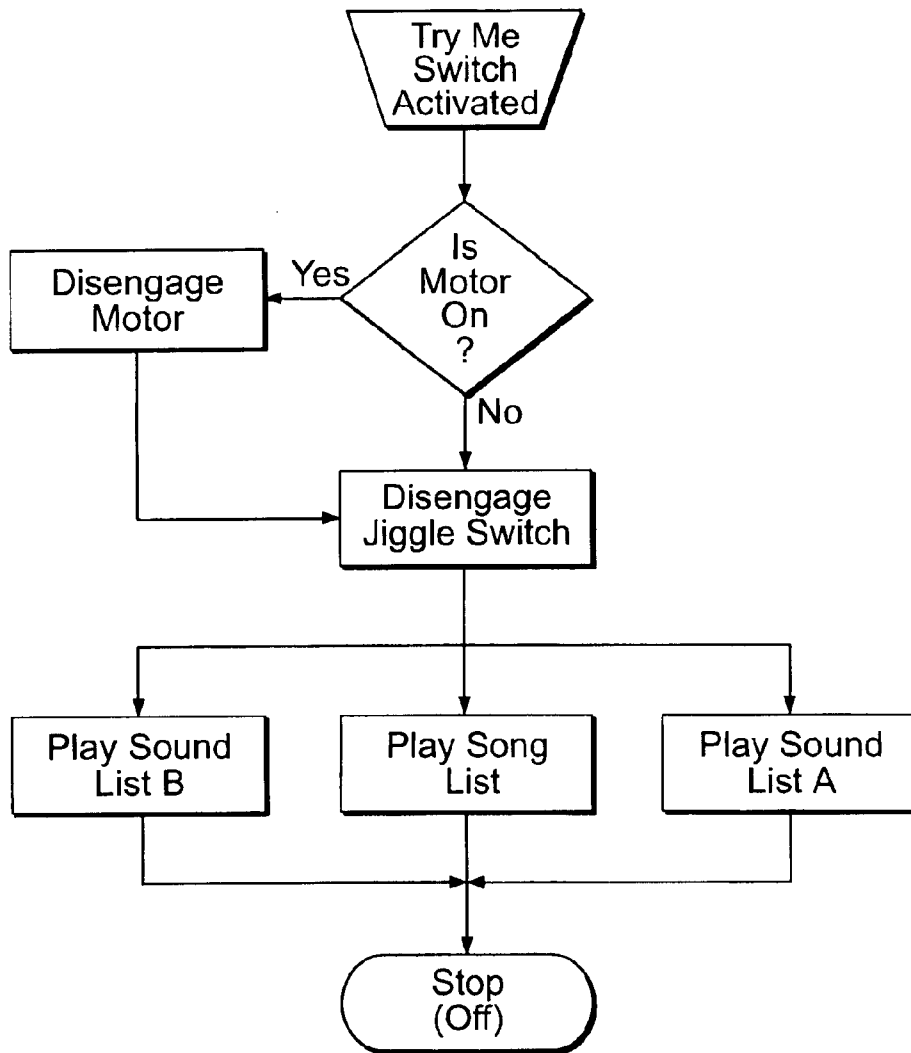 Try Me
Switch
Activated
Is
Motor
On
?
Yes
Disengage
Motor
No
Disengage
Jiggle Switch
Play Sound
List B
Play Song
List
Play Sound
List A
Stop
(Off)